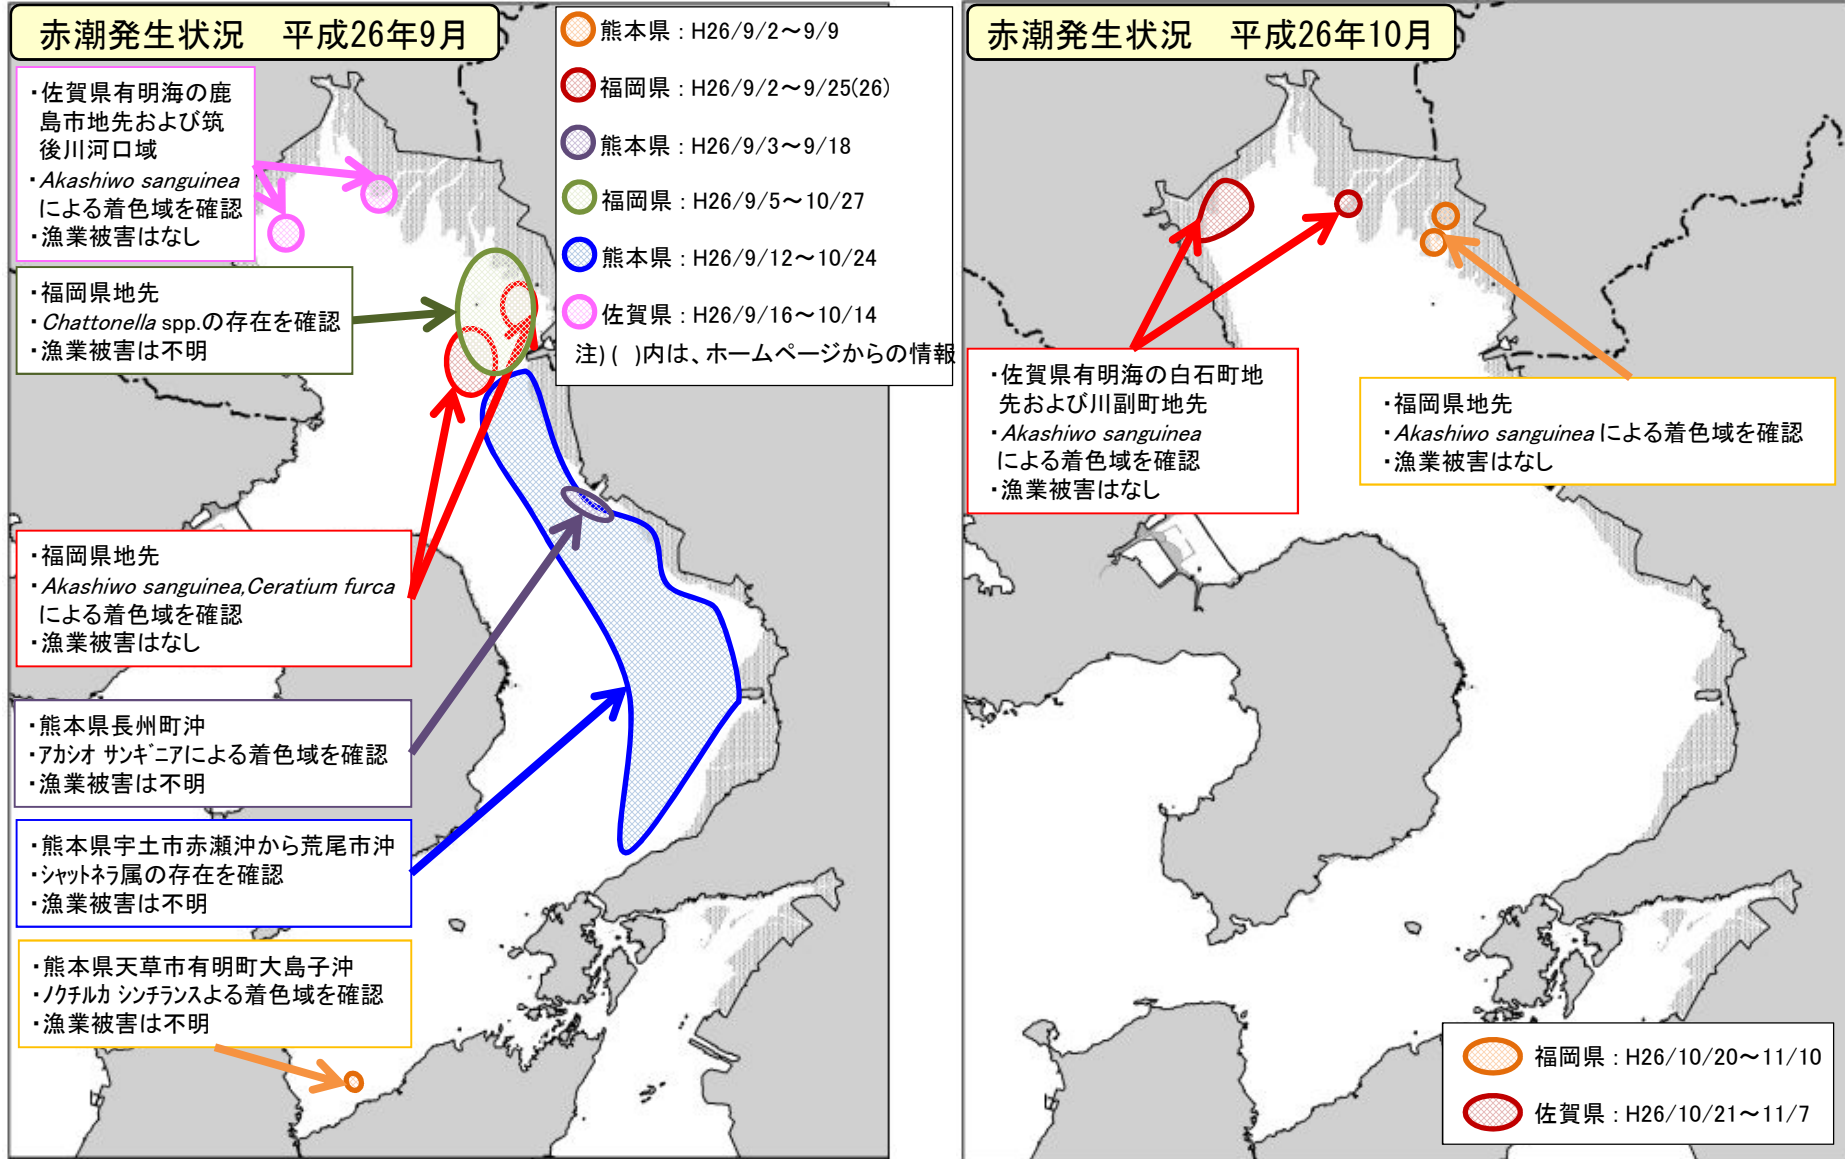 赤潮発生状況　平成26年9月
・佐賀県有明海の鹿
島市地先および筑
後川河口域
・Akashiwo sanguinea
による着色域を確認
・漁業被害はなし
・福岡県地先
・Chattonella spp.の存在を確認
・漁業被害は不明
・福岡県地先
・Akashiwo sanguinea,Ceratium furca
による着色域を確認
・漁業被害はなし
・熊本県長州町沖
・アカシオ サンギニアによる着色域を確認
・漁業被害は不明
・熊本県宇土市赤瀬沖から荒尾市沖
・シャットネラ属の存在を確認
・漁業被害は不明
・熊本県天草市有明町大島子沖
・ノクチルカ シンチランスよる着色域を確認
・漁業被害は不明
熊本県：H26/9/2～9/9
福岡県：H26/9/2～9/25(26)
熊本県：H26/9/3～9/18
福岡県：H26/9/5～10/27
熊本県：H26/9/12～10/24
佐賀県：H26/9/16～10/14
注)( )内は、ホームページからの情報
赤潮発生状況　平成26年10月
・佐賀県有明海の白石町地
先および川副町地先
・Akashiwo sanguinea
による着色域を確認
・漁業被害はなし
・福岡県地先
・Akashiwo sanguinea による着色域を確認
・漁業被害はなし
福岡県：H26/10/20～11/10
佐賀県：H26/10/21～11/7